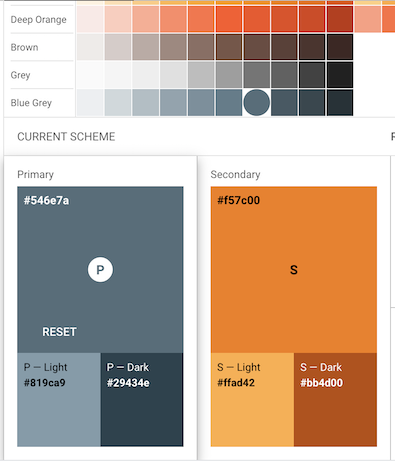 Deep Orange
Brown
Grey
Blue Grey
CURRENT SCHEME
Primary
#546e7a
P
RESET
P — Light
#819ca9
P — Dark
#29434e
Secondary
#f57c00
S
S — Light
#ffad42
S — Dark
#bb4d00